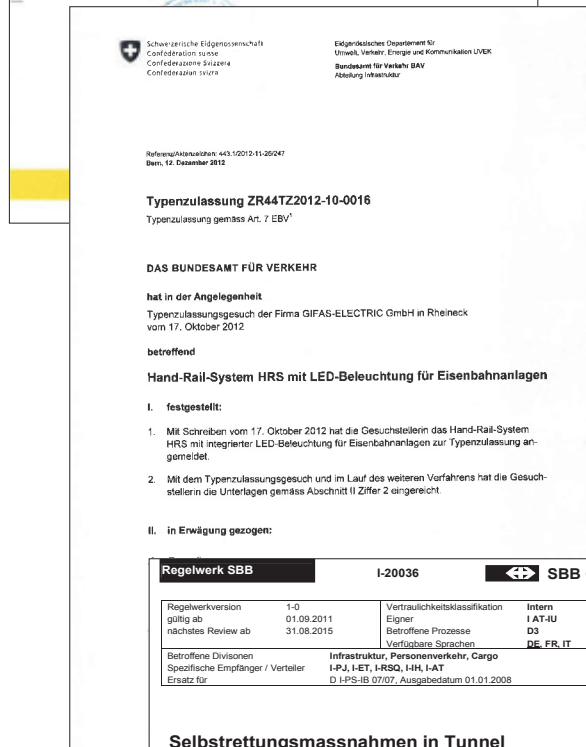 Schweizerische Eidgenossenschaft
Confédération suisse
Confederazione Svizzera
Confederaziun svizra
Eidgenössisches Departement für
Umwelt, Verkehr, Energie und Kommunikation UVEK
Bundesamt für Verkehr BAV
Abteilung Infrastruktur
Referenz/Aktenzeichen: 443.1/2012-11-26/247
Bern, 12. Dezember 2012
Typenzulassung ZR44TZ2012-10-0016
Typenzulassung gemäss Art. 7 EBV¹
DAS BUNDESAMT FÜR VERKEHR
hat in der Angelegenheit
Typenzulassungsgesuch der Firma GIFAS-ELECTRIC GmbH in Rheineck
vom 17. Oktober 2012
betreffend
Hand-Rail-System HRS mit LED-Beleuchtung für Eisenbahnanlagen
I. festgestellt:
1. Mit Schreiben vom 17. Oktober 2012 hat die Gesuchstellerin das Hand-Rail-System
HRS mit integrierter LED-Beleuchtung für Eisenbahnanlagen zur Typenzulassung an-
gemeldet.
2. Mit dem Typenzulassungsgesuch und im Lauf des weiteren Verfahrens hat die Gesuch-
stellerin die Unterlagen gemäss Abschnitt II Ziffer 2 eingereicht.
II. in Erwägung gezogen:
Regelwerk SBB I-20036 SBB
Regelwerkversion 1-0 Vertraulichkeitsklassifikation Intern
gültig ab 01.09.2011 Eigner I AT-IU
nächstes Review ab 31.08.2015 Betroffene Prozesse D3
Verfügbare Sprachen DE, FR, IT
Betroffene Divisonen Infrastruktur, Personenverkehr, Cargo
Spezifische Empfänger / Verteiler I-PJ, I-ET, I-RSQ, I-IH, I-AT
Ersatz für D I-PS-IB 07/07, Ausgabedatum 01.01.2008
Selbstrettungsmassnahmen in Tunnel